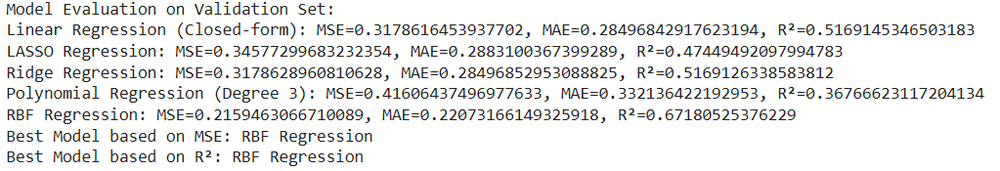 Model Evaluation on Validation Set:
Linear Regression (Closed-form): MSE=0.3178616453937702, MAE=0.28496842917623194, R²=0.5169145346503183
LASSO Regression: MSE=0.34577299683232354, MAE=0.2883100367399289, R²=0.47449492097994783
Ridge Regression: MSE=0.3178628960810628, MAE=0.28496852953088825, R²=0.5169126338583812
Polynomial Regression (Degree 3): MSE=0.41606437496977633, MAE=0.332136422192953, R²=0.36766623117204134
RBF Regression: MSE=0.2159463066710089, MAE=0.22073166149325918, R²=0.67180525376229
Best Model based on MSE: RBF Regression
Best Model based on R²: RBF Regression